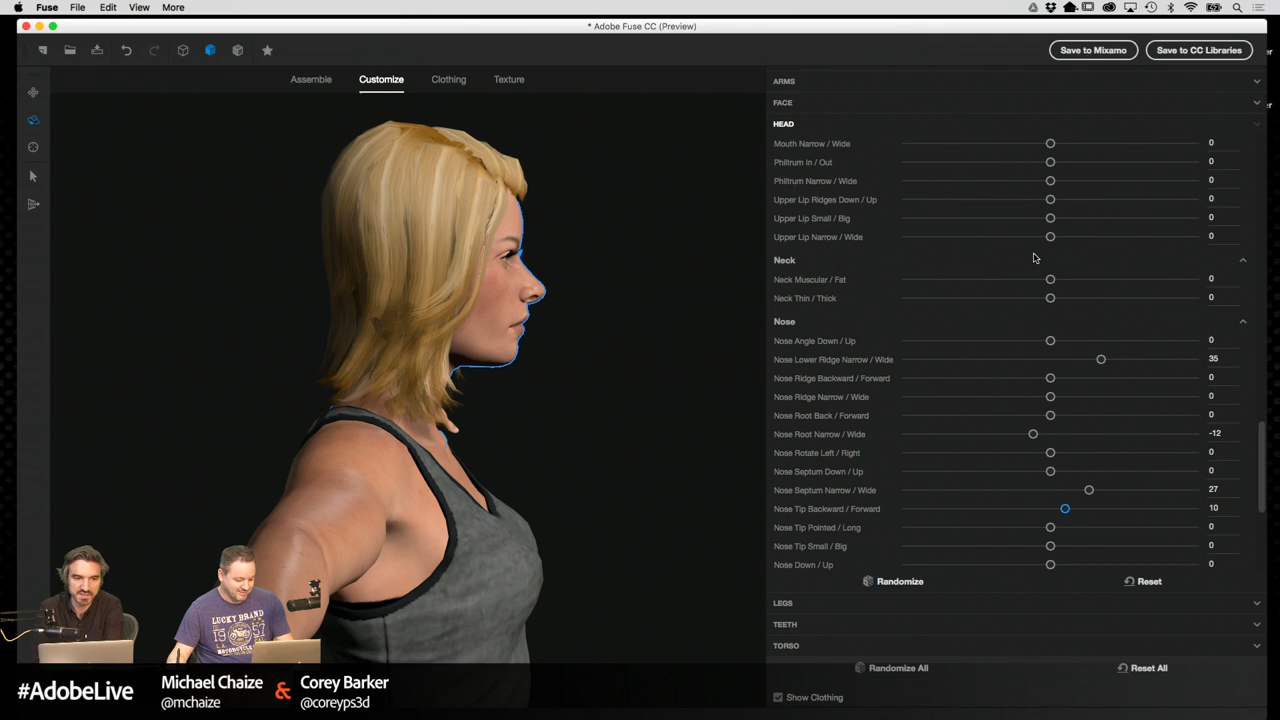 Fuse File Edit View More
* Adobe Fuse CC (Preview)
Save to Mixamo Save to CC Libraries
Assemble Customize Clothing Texture
ARMS
FACE
HEAD
Mouth Narrow / Wide 0
Philtrum In / Out 0
Philtrum Narrow / Wide 0
Upper Lip Ridges Down / Up 0
Upper Lip Small / Big 0
Upper Lip Narrow / Wide 0
Neck
Neck Muscular / Fat 0
Neck Thin / Thick 0
Nose
Nose Angle Down / Up 0
Nose Lower Ridge Narrow / Wide 35
Nose Ridge Backward / Forward 0
Nose Ridge Narrow / Wide 0
Nose Root Back / Forward 0
Nose Root Narrow / Wide -12
Nose Rotate Left / Right 0
Nose Septum Down / Up 0
Nose Septum Narrow / Wide 27
Nose Tip Backward / Forward 10
Nose Tip Pointed / Long 0
Nose Tip Small / Big 0
Nose Down / Up 0
Randomize Reset
LEGS
TEETH
TORSO
Randomize All Reset All
Show Clothing
LUCKY BRAND
19 57
#AdobeLive
Michael Chaize & Corey Barker
@mchaize @coreyps3d